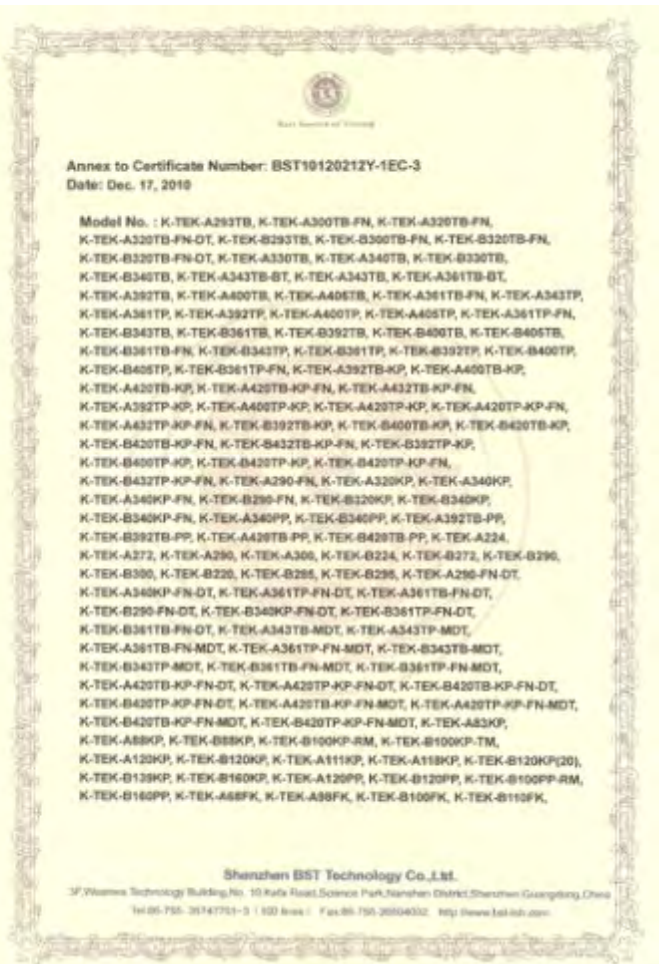 Annex to Certificate Number: BST10120212Y-1EC-3
Date: Dec. 17, 2010
Model No. : K-TEK-A293TB, K-TEK-A300TB-FN, K-TEK-A320TB-FN,
K-TEK-A320TB-FN-DT, K-TEK-B293TB, K-TEK-B300TB-FN, K-TEK-B320TB-FN,
K-TEK-B320TB-FN-DT, K-TEK-A330TB, K-TEK-A340TB, K-TEK-B330TB,
K-TEK-B340TB, K-TEK-A343TB-BT, K-TEK-A343TB, K-TEK-A361TB-BT,
K-TEK-A392TB, K-TEK-A400TB, K-TEK-A405TB, K-TEK-A361TB-FN, K-TEK-A343TP,
K-TEK-A361TP, K-TEK-A392TP, K-TEK-A400TP, K-TEK-A405TP, K-TEK-A361TP-FN,
K-TEK-B343TB, K-TEK-B361TB, K-TEK-B392TB, K-TEK-B400TB, K-TEK-B405TB,
K-TEK-B361TB-FN, K-TEK-B343TP, K-TEK-B361TP, K-TEK-B392TP, K-TEK-B400TP,
K-TEK-B405TP, K-TEK-B361TP-FN, K-TEK-A392TB-KP, K-TEK-A400TB-KP,
K-TEK-A420TB-KP, K-TEK-A420TB-KP-FN, K-TEK-A432TB-KP-FN,
K-TEK-A392TP-KP, K-TEK-A400TP-KP, K-TEK-A420TP-KP, K-TEK-A420TP-KP-FN,
K-TEK-A432TP-KP-FN, K-TEK-B392TB-KP, K-TEK-B400TB-KP, K-TEK-B420TB-KP,
K-TEK-B420TB-KP-FN, K-TEK-B432TB-KP-FN, K-TEK-B392TP-KP,
K-TEK-B400TP-KP, K-TEK-B420TP-KP, K-TEK-B420TP-KP-FN,
K-TEK-B432TP-KP-FN, K-TEK-A290-FN, K-TEK-A320KP, K-TEK-A340KP,
K-TEK-A340KP-FN, K-TEK-B290-FN, K-TEK-B320KP, K-TEK-B340KP,
K-TEK-B340KP-FN, K-TEK-A340PP, K-TEK-B340PP, K-TEK-A392TB-PP,
K-TEK-B392TB-PP, K-TEK-A420TB-PP, K-TEK-B420TB-PP, K-TEK-A224,
K-TEK-A272, K-TEK-A290, K-TEK-A300, K-TEK-B224, K-TEK-B272, K-TEK-B290,
K-TEK-B300, K-TEK-B220, K-TEK-B285, K-TEK-B295, K-TEK-A290-FN-DT,
K-TEK-A340KP-FN-DT, K-TEK-A361TP-FN-DT, K-TEK-A361TB-FN-DT,
K-TEK-B290-FN-DT, K-TEK-B340KP-FN-DT, K-TEK-B361TP-FN-DT,
K-TEK-B361TB-FN-DT, K-TEK-A343TB-MDT, K-TEK-A343TP-MDT,
K-TEK-A361TB-FN-MDT, K-TEK-A361TP-FN-MDT, K-TEK-B343TB-MDT,
K-TEK-B343TP-MDT, K-TEK-B361TB-FN-MDT, K-TEK-B361TP-FN-MDT,
K-TEK-A420TB-KP-FN-DT, K-TEK-A420TP-KP-FN-DT, K-TEK-B420TB-KP-FN-DT,
K-TEK-B420TP-KP-FN-DT, K-TEK-A420TB-KP-FN-MDT, K-TEK-A420TP-KP-FN-MDT,
K-TEK-B420TB-KP-FN-MDT, K-TEK-B420TP-KP-FN-MDT, K-TEK-A83KP,
K-TEK-A88KP, K-TEK-B88KP, K-TEK-B100KP-RM, K-TEK-B100KP-TM,
K-TEK-A120KP, K-TEK-B120KP, K-TEK-A111KP, K-TEK-A118KP, K-TEK-B120KP(20),
K-TEK-B139KP, K-TEK-B160KP, K-TEK-A120PP, K-TEK-B120PP, K-TEK-B100PP-RM,
K-TEK-B160PP, K-TEK-A68FK, K-TEK-A98FK, K-TEK-B100FK, K-TEK-B110FK,
Shenzhen BST Technology Co.,Ltd.
Technology Building,No. 10 Kefa Road,Science Park,Nanshan District,Shenzhen Guangdong,China